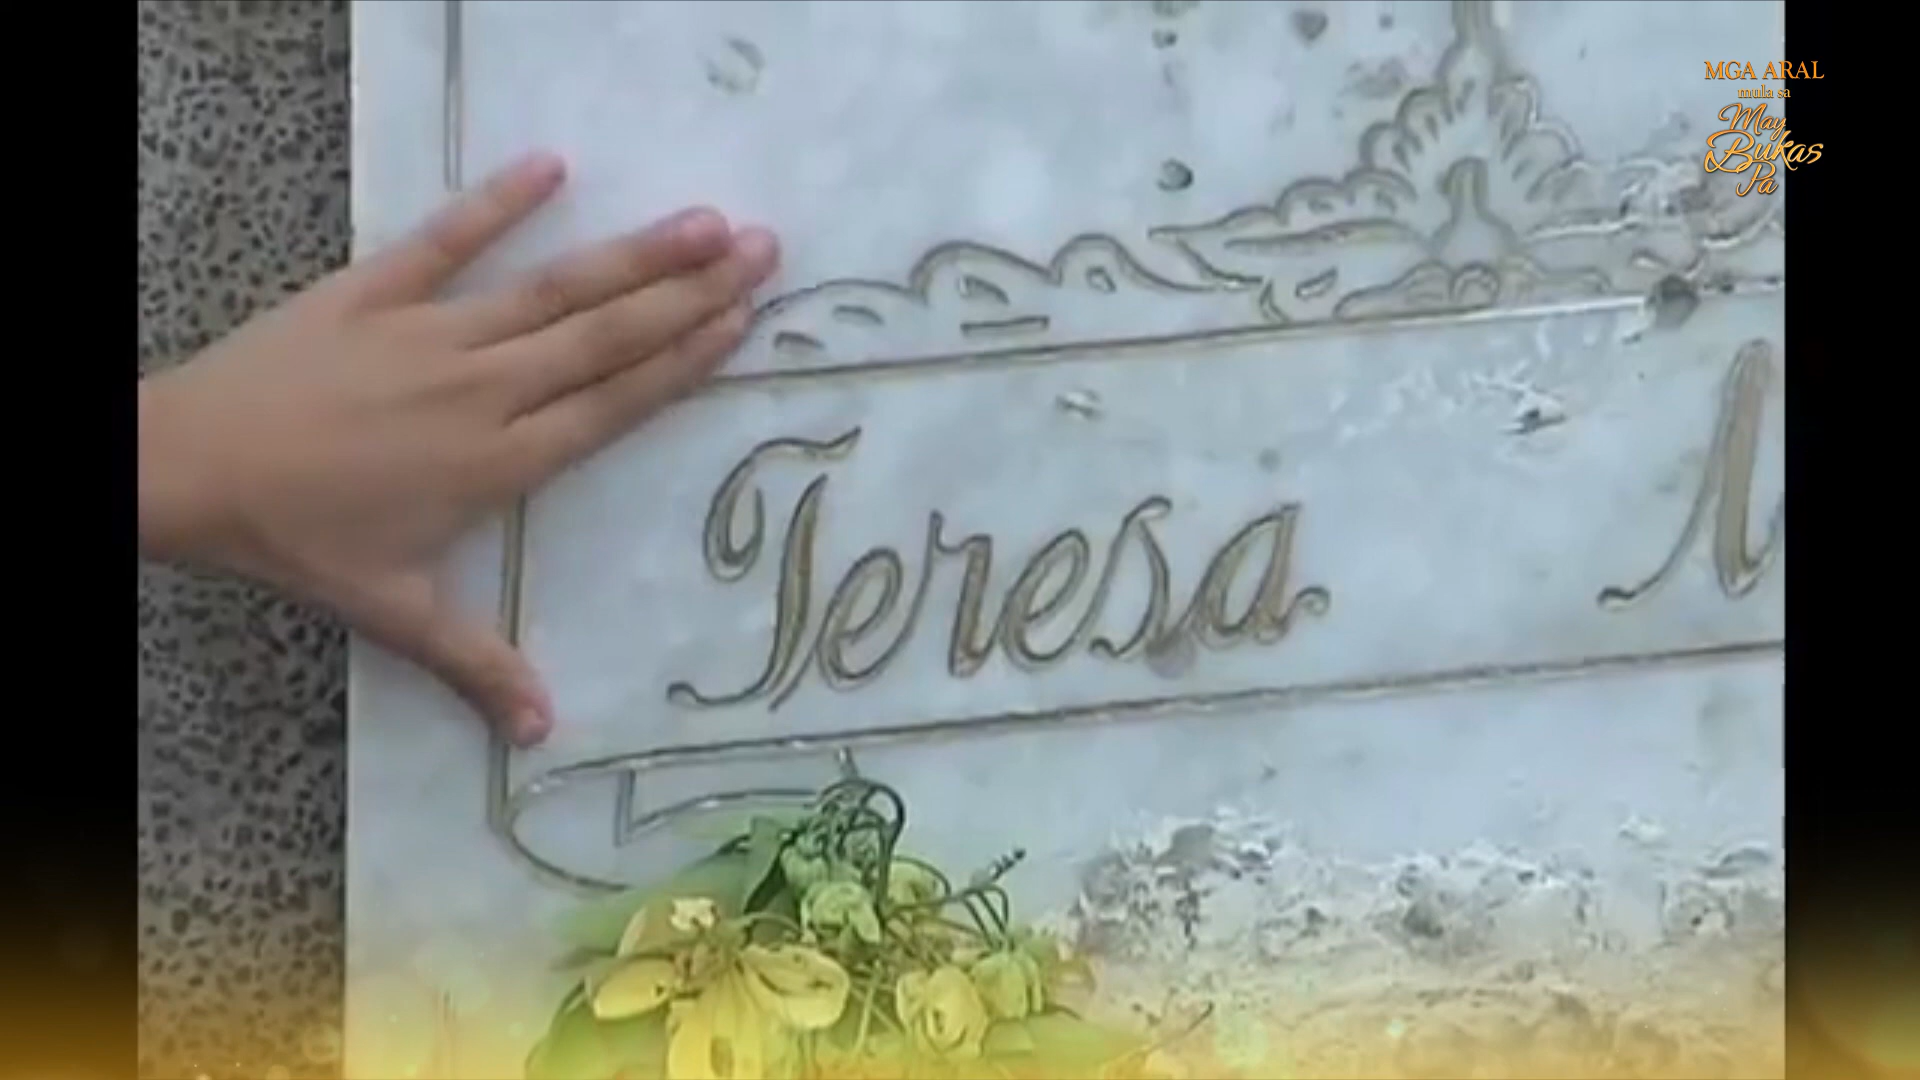 MGA ARAL
mula sa
May
Bukas
Pa
Teresa